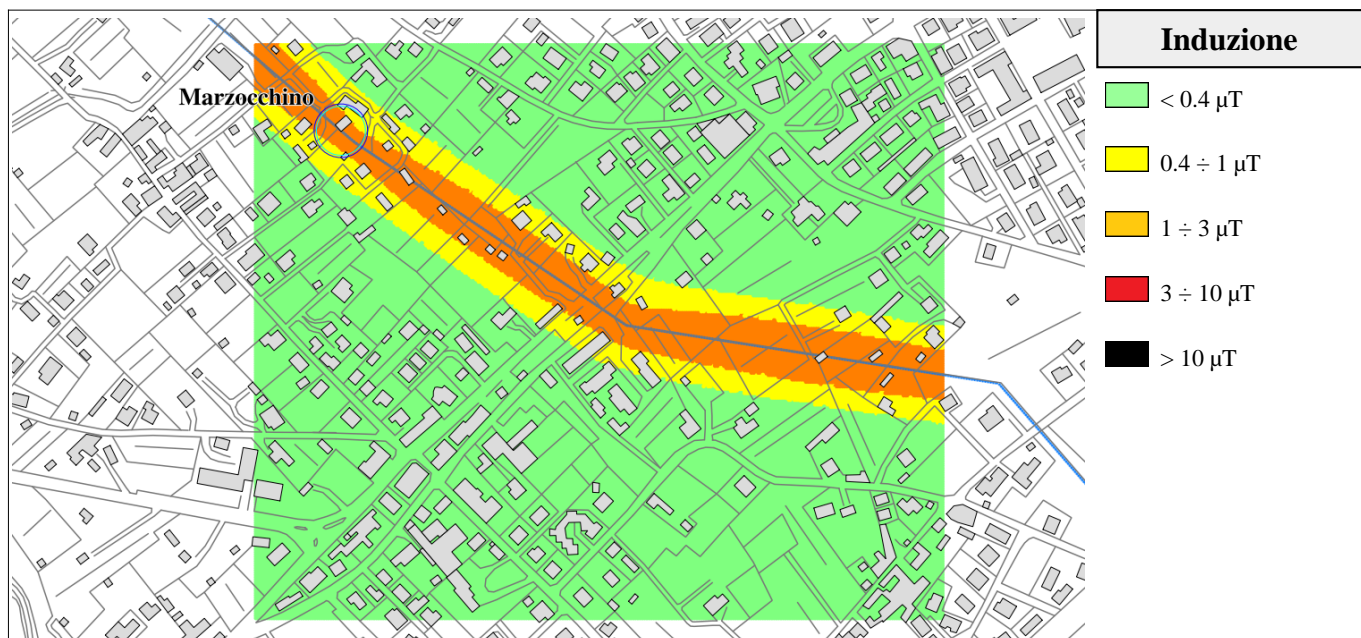 Marzocchino
Induzione
< 0.4 µT
0.4 ÷ 1 µT
1 ÷ 3 µT
3 ÷ 10 µT
> 10 µT